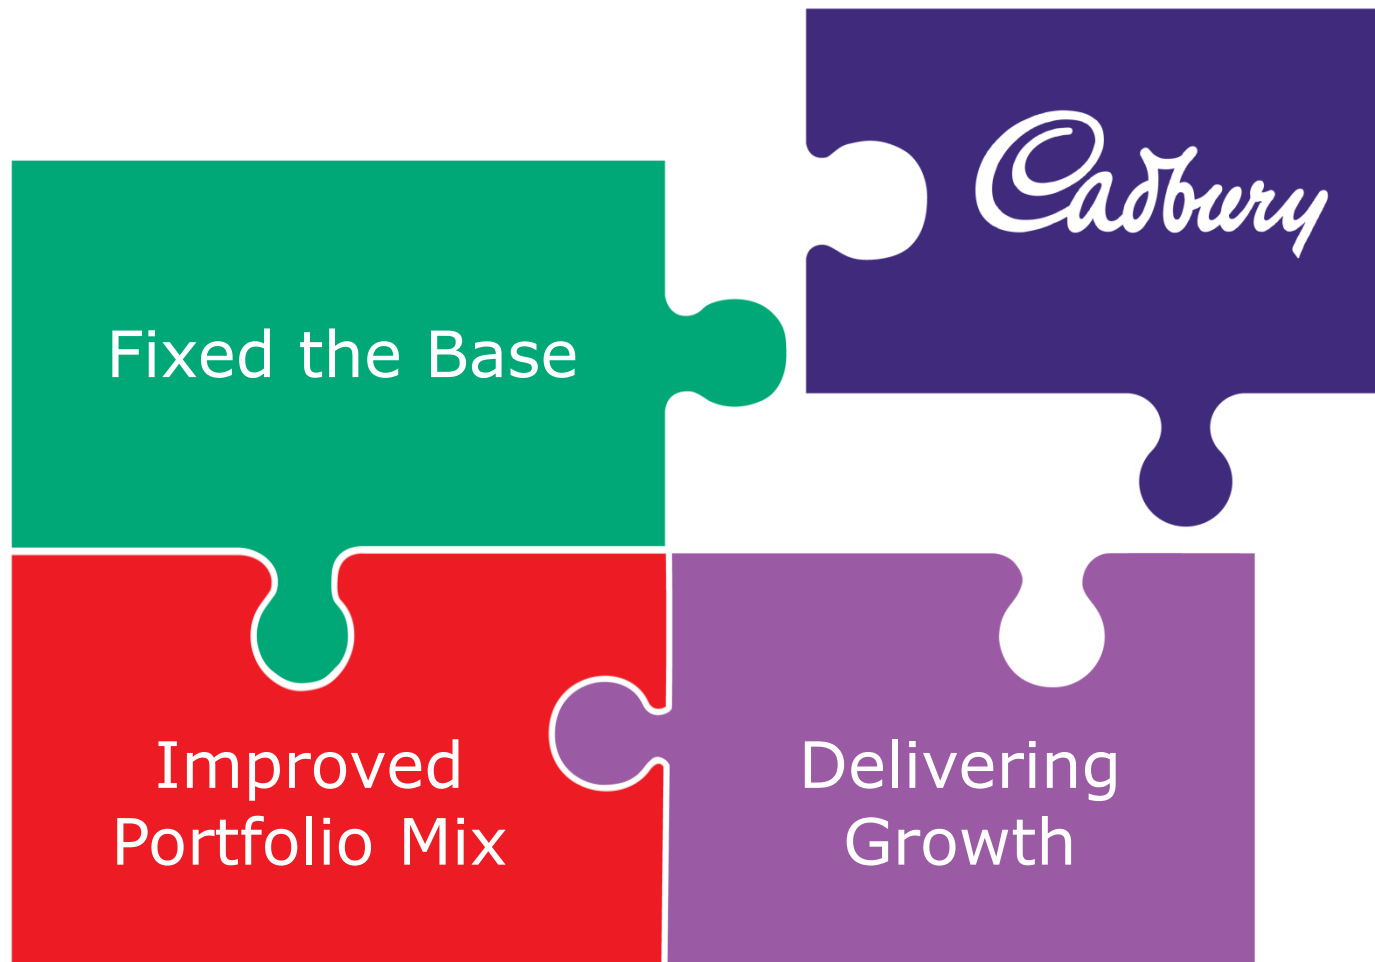 Cadbury
Fixed the Base
Improved
Portfolio Mix
Delivering
Growth